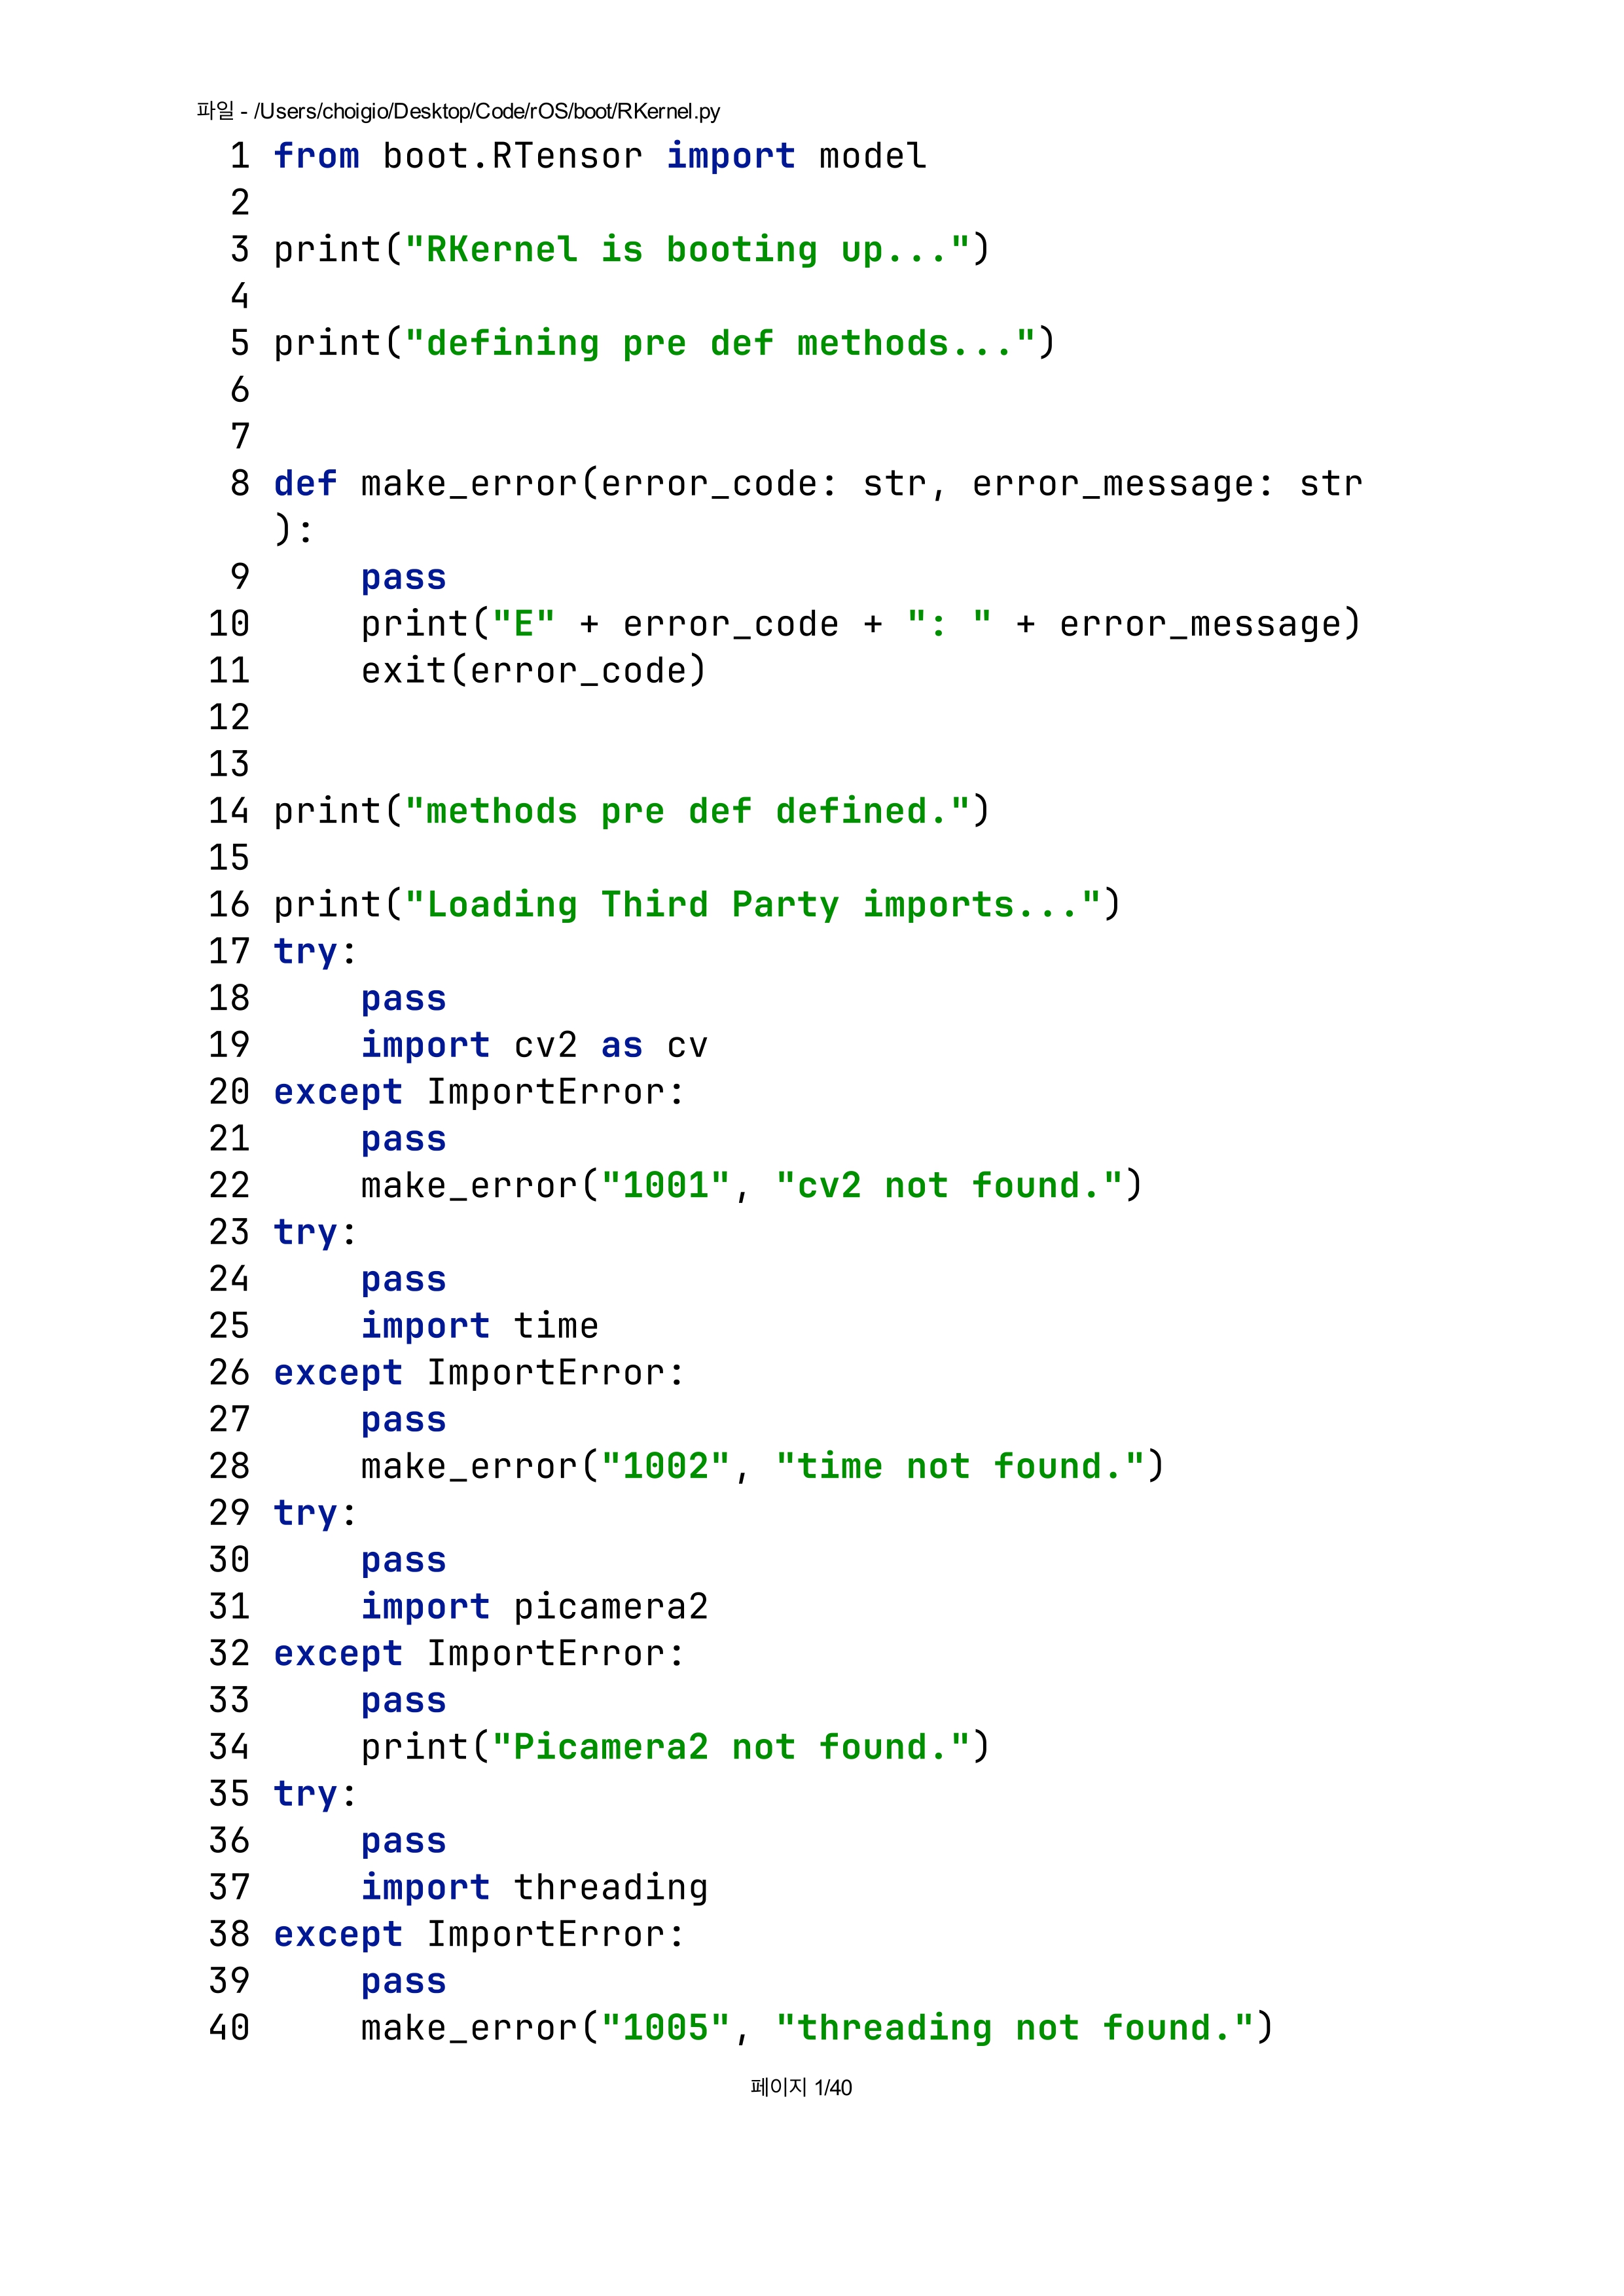 파일 - /Users/choigio/Desktop/Code/rOS/boot/RKernel.py
1 from boot.RTensor import model
2
3 print("RKernel is booting up...")
4
5 print("defining pre def methods...")
6
7
8 def make_error(error_code: str, error_message: str
):
9     pass
10     print("E" + error_code + ": " + error_message)
11     exit(error_code)
12
13
14 print("methods pre def defined.")
15
16 print("Loading Third Party imports...")
17 try:
18     pass
19     import cv2 as cv
20 except ImportError:
21     pass
22     make_error("1001", "cv2 not found.")
23 try:
24     pass
25     import time
26 except ImportError:
27     pass
28     make_error("1002", "time not found.")
29 try:
30     pass
31     import picamera2
32 except ImportError:
33     pass
34     print("Picamera2 not found.")
35 try:
36     pass
37     import threading
38 except ImportError:
39     pass
40     make_error("1005", "threading not found.")
페이지 1/40